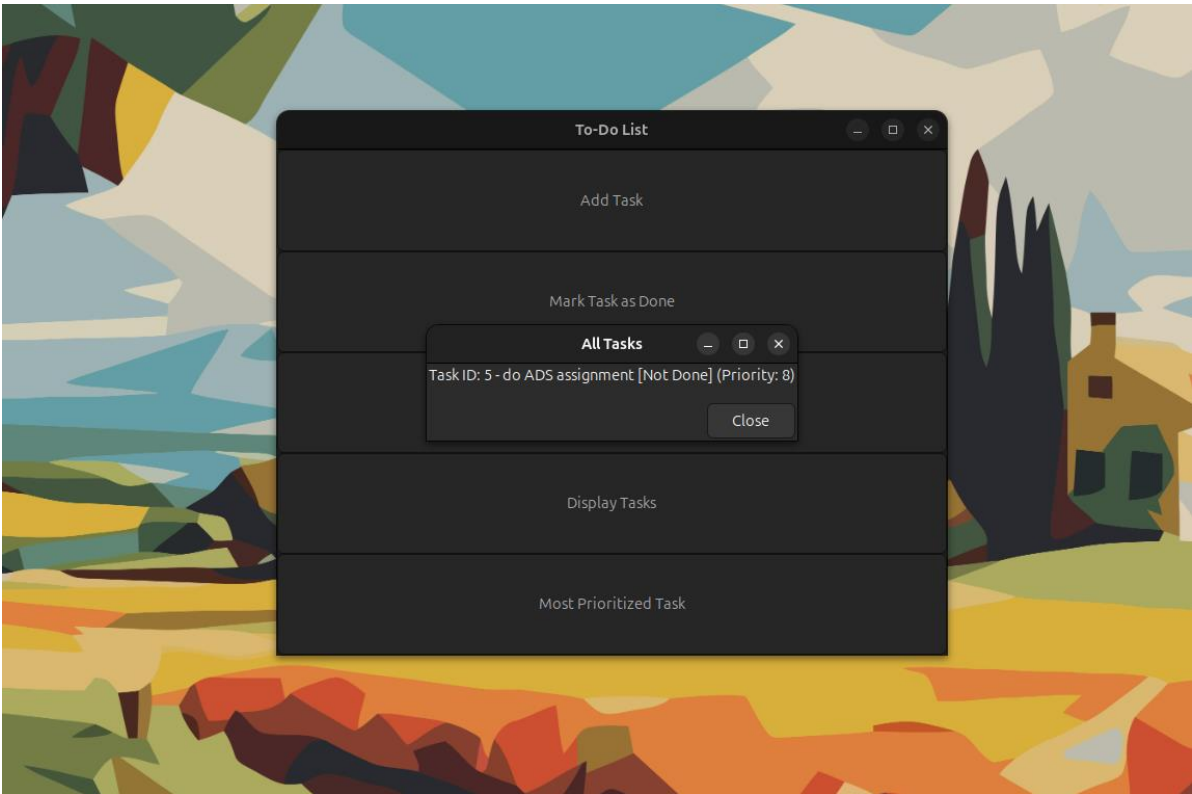 To-Do List
Add Task
Mark Task as Done
All Tasks
Task ID: 5 - do ADS assignment [Not Done] (Priority: 8)
Close
Display Tasks
Most Prioritized Task